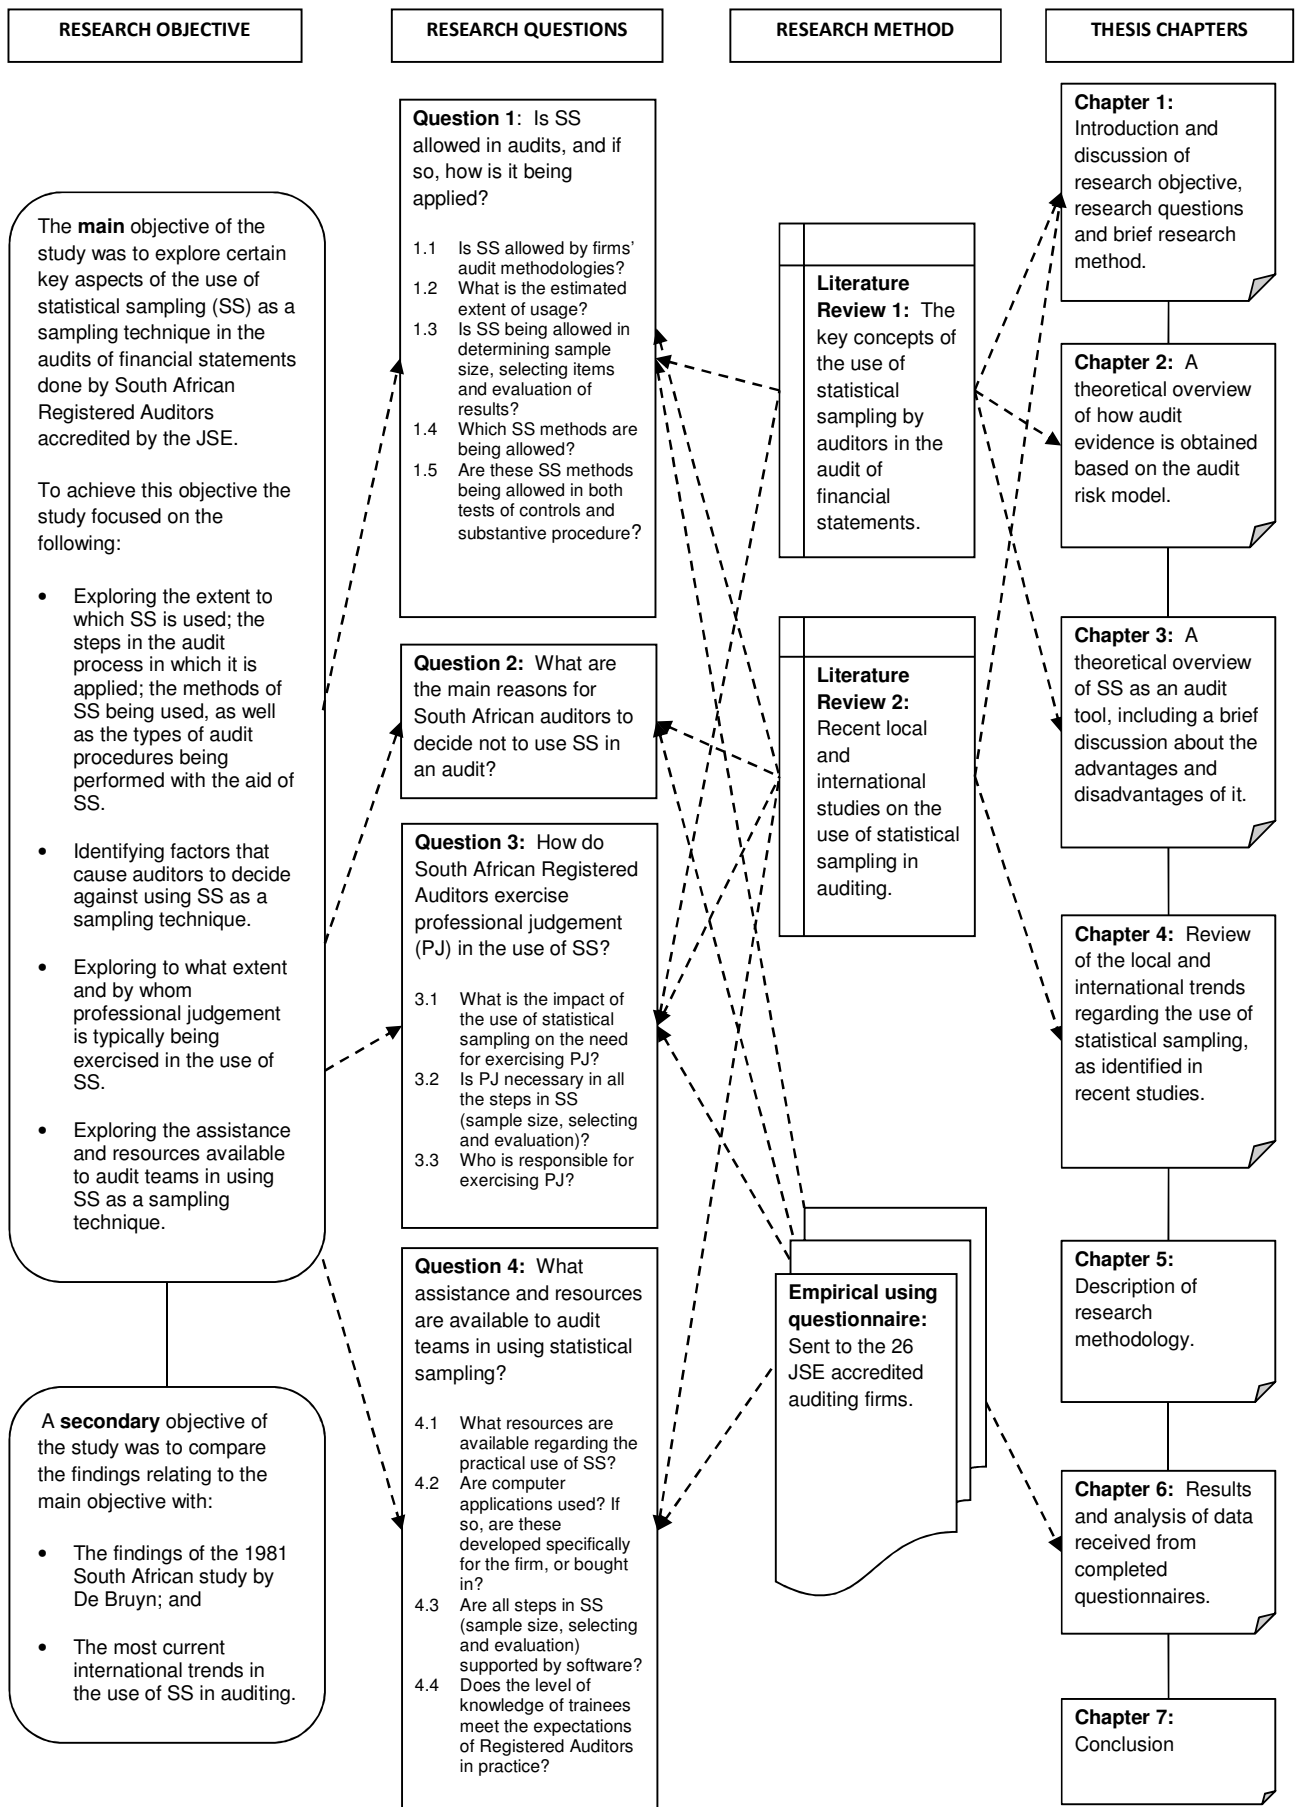 RESEARCH OBJECTIVE
RESEARCH QUESTIONS
RESEARCH METHOD
THESIS CHAPTERS
The main objective of the
study was to explore certain
key aspects of the use of
statistical sampling (SS) as a
sampling technique in the
audits of financial statements
done by South African
Registered Auditors
accredited by the JSE.
To achieve this objective the
study focused on the
following:
• Exploring the extent to
which SS is used; the
steps in the audit
process in which it is
applied; the methods of
SS being used, as well
as the types of audit
procedures being
performed with the aid of
SS.
• Identifying factors that
cause auditors to decide
against using SS as a
sampling technique.
• Exploring to what extent
and by whom
professional judgement
is typically being
exercised in the use of
SS.
• Exploring the assistance
and resources available
to audit teams in using
SS as a sampling
technique.
A secondary objective of
the study was to compare
the findings relating to the
main objective with:
• The findings of the 1981
South African study by
De Bruyn; and
• The most current
international trends in
the use of SS in auditing.
Question 1: Is SS
allowed in audits, and if
so, how is it being
applied?
1.1 Is SS allowed by firms’
audit methodologies?
1.2 What is the estimated
extent of usage?
1.3 Is SS being allowed in
determining sample
size, selecting items
and evaluation of
results?
1.4 Which SS methods are
being allowed?
1.5 Are these SS methods
being allowed in both
tests of controls and
substantive procedure?
Question 2: What are
the main reasons for
South African auditors to
decide not to use SS in
an audit?
Question 3: How do
South African Registered
Auditors exercise
professional judgement
(PJ) in the use of SS?
3.1 What is the impact of
the use of statistical
sampling on the need
for exercising PJ?
3.2 Is PJ necessary in all
the steps in SS
(sample size, selecting
and evaluation)?
3.3 Who is responsible for
exercising PJ?
Question 4: What
assistance and resources
are available to audit
teams in using statistical
sampling?
4.1 What resources are
available regarding the
practical use of SS?
4.2 Are computer
applications used? If
so, are these
developed specifically
for the firm, or bought
in?
4.3 Are all steps in SS
(sample size, selecting
and evaluation)
supported by software?
4.4 Does the level of
knowledge of trainees
meet the expectations
of Registered Auditors
in practice?
Literature
Review 1: The
key concepts of
the use of
statistical
sampling by
auditors in the
audit of
financial
statements.
Literature
Review 2:
Recent local
and
international
studies on the
use of statistical
sampling in
auditing.
Empirical using
questionnaire:
Sent to the 26
JSE accredited
auditing firms.
Chapter 1:
Introduction and
discussion of
research objective,
research questions
and brief research
method.
Chapter 2: A
theoretical overview
of how audit
evidence is obtained
based on the audit
risk model.
Chapter 3: A
theoretical overview
of SS as an audit
tool, including a brief
discussion about the
advantages and
disadvantages of it.
Chapter 4: Review
of the local and
international trends
regarding the use of
statistical sampling,
as identified in
recent studies.
Chapter 5:
Description of
research
methodology.
Chapter 6: Results
and analysis of data
received from
completed
questionnaires.
Chapter 7:
Conclusion